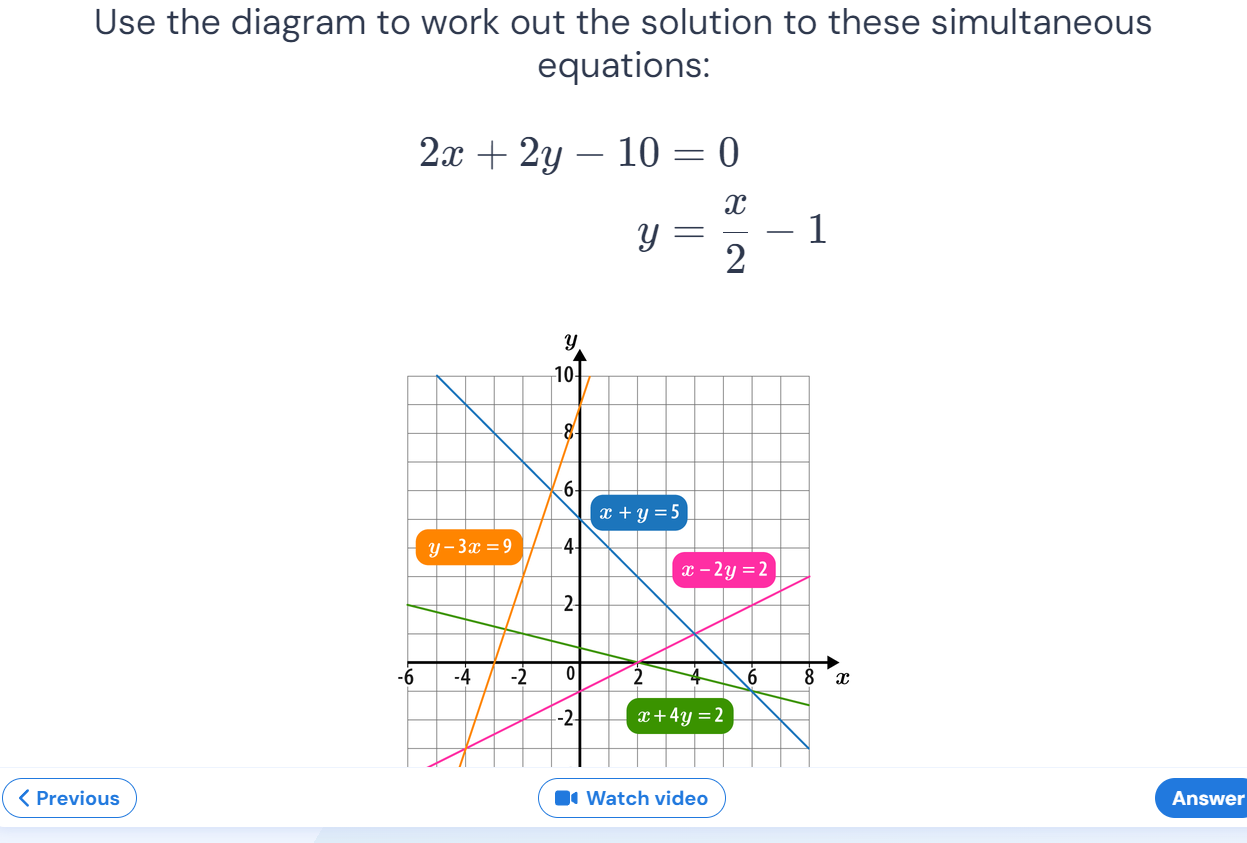 Use the diagram to work out the solution to these simultaneous
equations:
2x + 2y − 10 = 0
y = x/2 − 1
y
10
8
6
x + y = 5
y − 3x = 9
4
x − 2y = 2
2
-6 -4 -2 0 2 4 6 8 x
-2
x + 4y = 2
Previous
Watch video
Answer